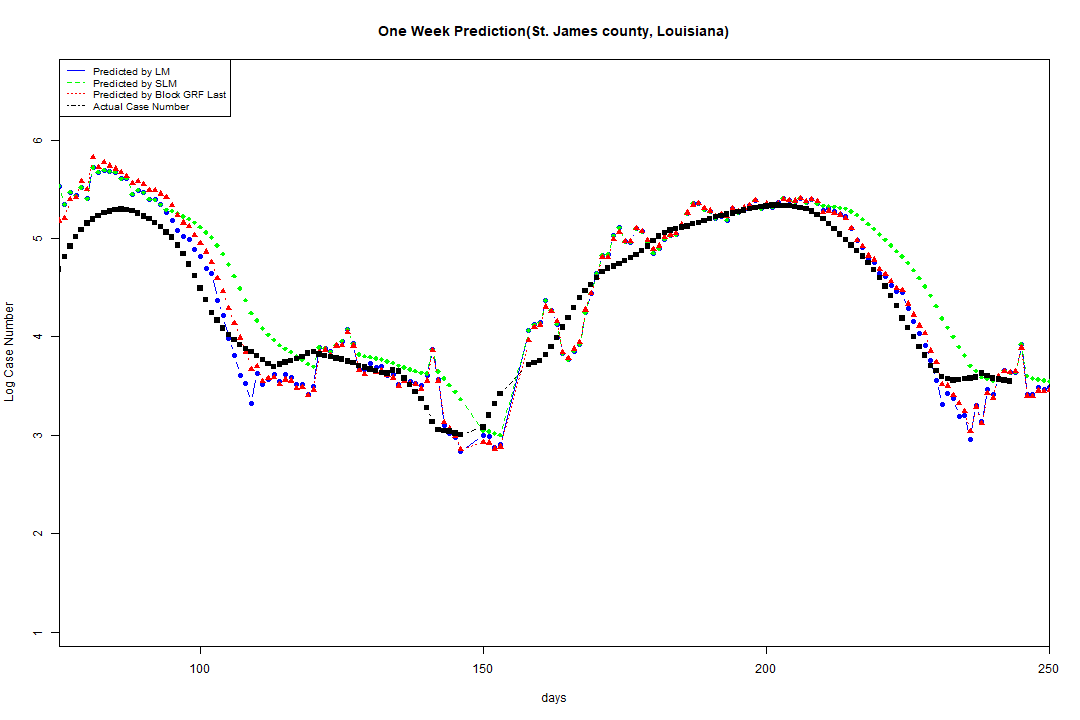 One Week Prediction(St. James county, Louisiana)
Predicted by LM
Predicted by SLM
Predicted by Block GRF Last
Actual Case Number
Log Case Number
6
5
4
3
2
1
100 150 200 250
days